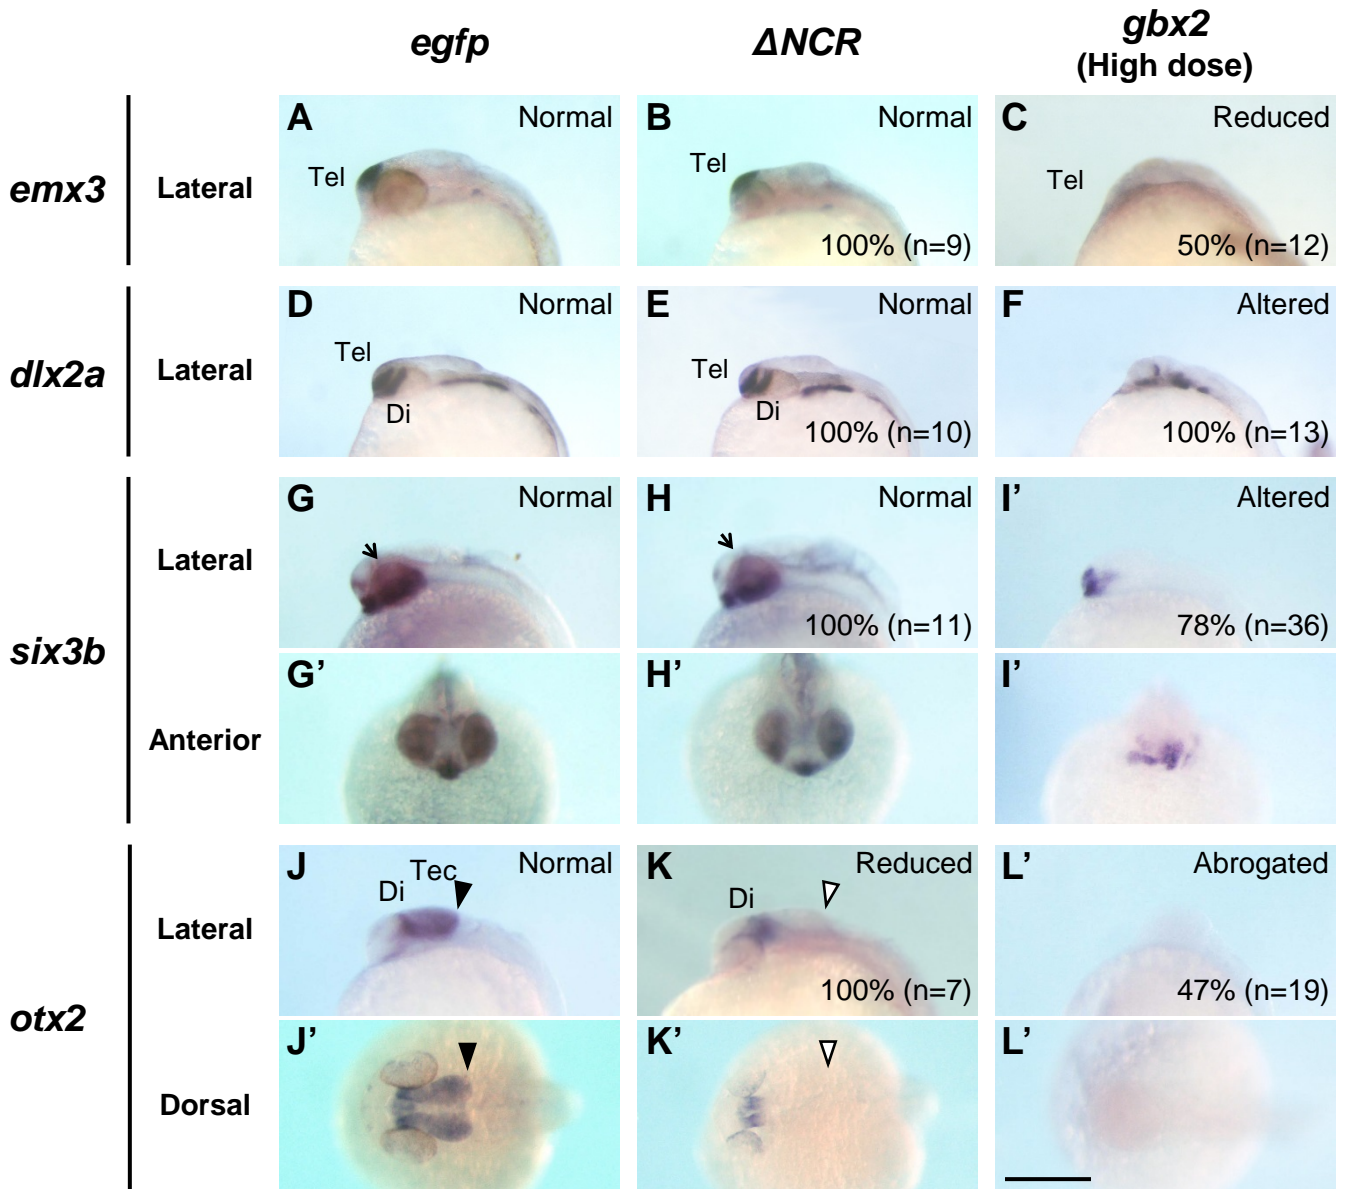 egfp
ΔNCR
gbx2
(High dose)
emx3
Lateral
A
Normal
Tel
B
Normal
Tel
100% (n=9)
C
Reduced
Tel
50% (n=12)
dlx2a
Lateral
D
Normal
Tel
Di
E
Normal
Tel
Di
100% (n=10)
F
Altered
100% (n=13)
six3b
Lateral
G
Normal
H
Normal
100% (n=11)
I’
Altered
78% (n=36)
Anterior
G’
H’
I’
otx2
Lateral
J
Normal
Tec
Di
K
Reduced
Di
100% (n=7)
L’
Abrogated
47% (n=19)
Dorsal
J’
K’
L’